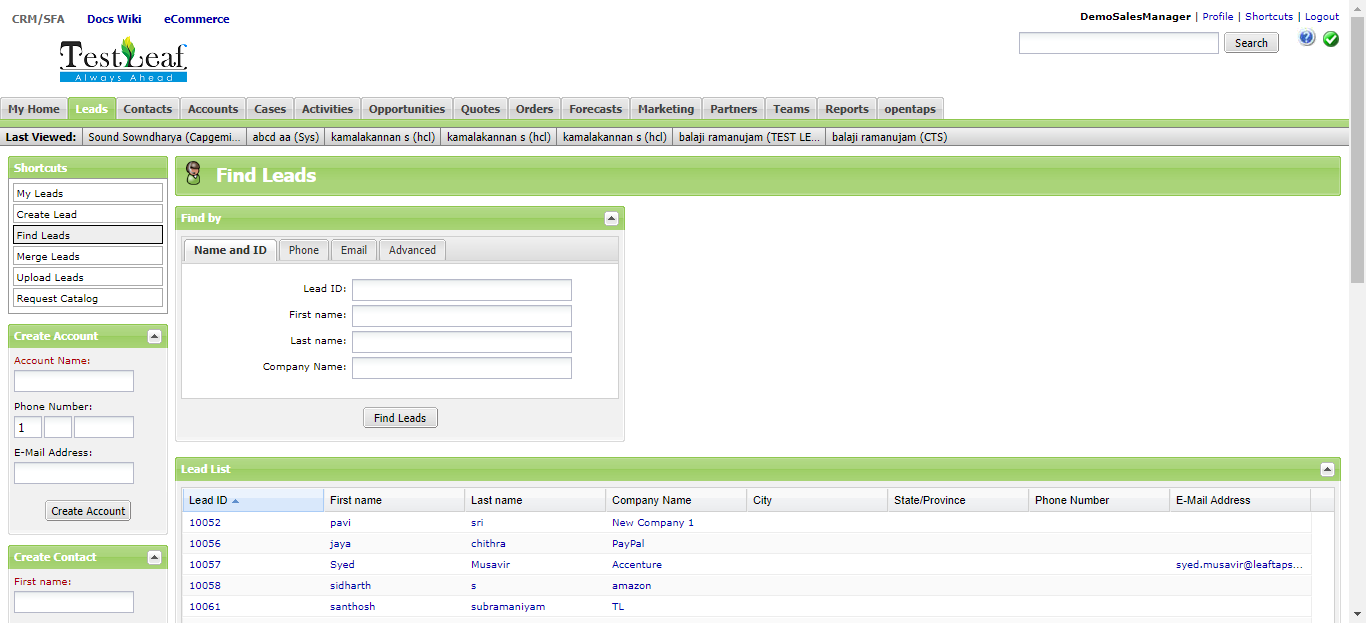 CRM/SFA Docs Wiki eCommerce
DemoSalesManager | Profile | Shortcuts | Logout
Search
TestLeaf
Always Ahead
My Home Leads Contacts Accounts Cases Activities Opportunities Quotes Orders Forecasts Marketing Partners Teams Reports opentaps
Last Viewed: Sound Sowndharya (Capgemi... abcd aa (Sys) kamalakannan s (hcl) kamalakannan s (hcl) kamalakannan s (hcl) balaji ramanujam (TEST LE... balaji ramanujam (CTS)
Shortcuts
My Leads
Create Lead
Find Leads
Merge Leads
Upload Leads
Request Catalog
Create Account
Account Name:
Phone Number:
1
E-Mail Address:
Create Account
Create Contact
First name:
Find Leads
Find by
Name and ID Phone Email Advanced
Lead ID:
First name:
Last name:
Company Name:
Find Leads
Lead List
Lead ID First name Last name Company Name City State/Province Phone Number E-Mail Address
10052 pavi sri New Company 1
10056 jaya chithra PayPal
10057 Syed Musavir Accenture syed.musavir@leaftaps...
10058 sidharth s amazon
10061 santhosh subramaniyam TL